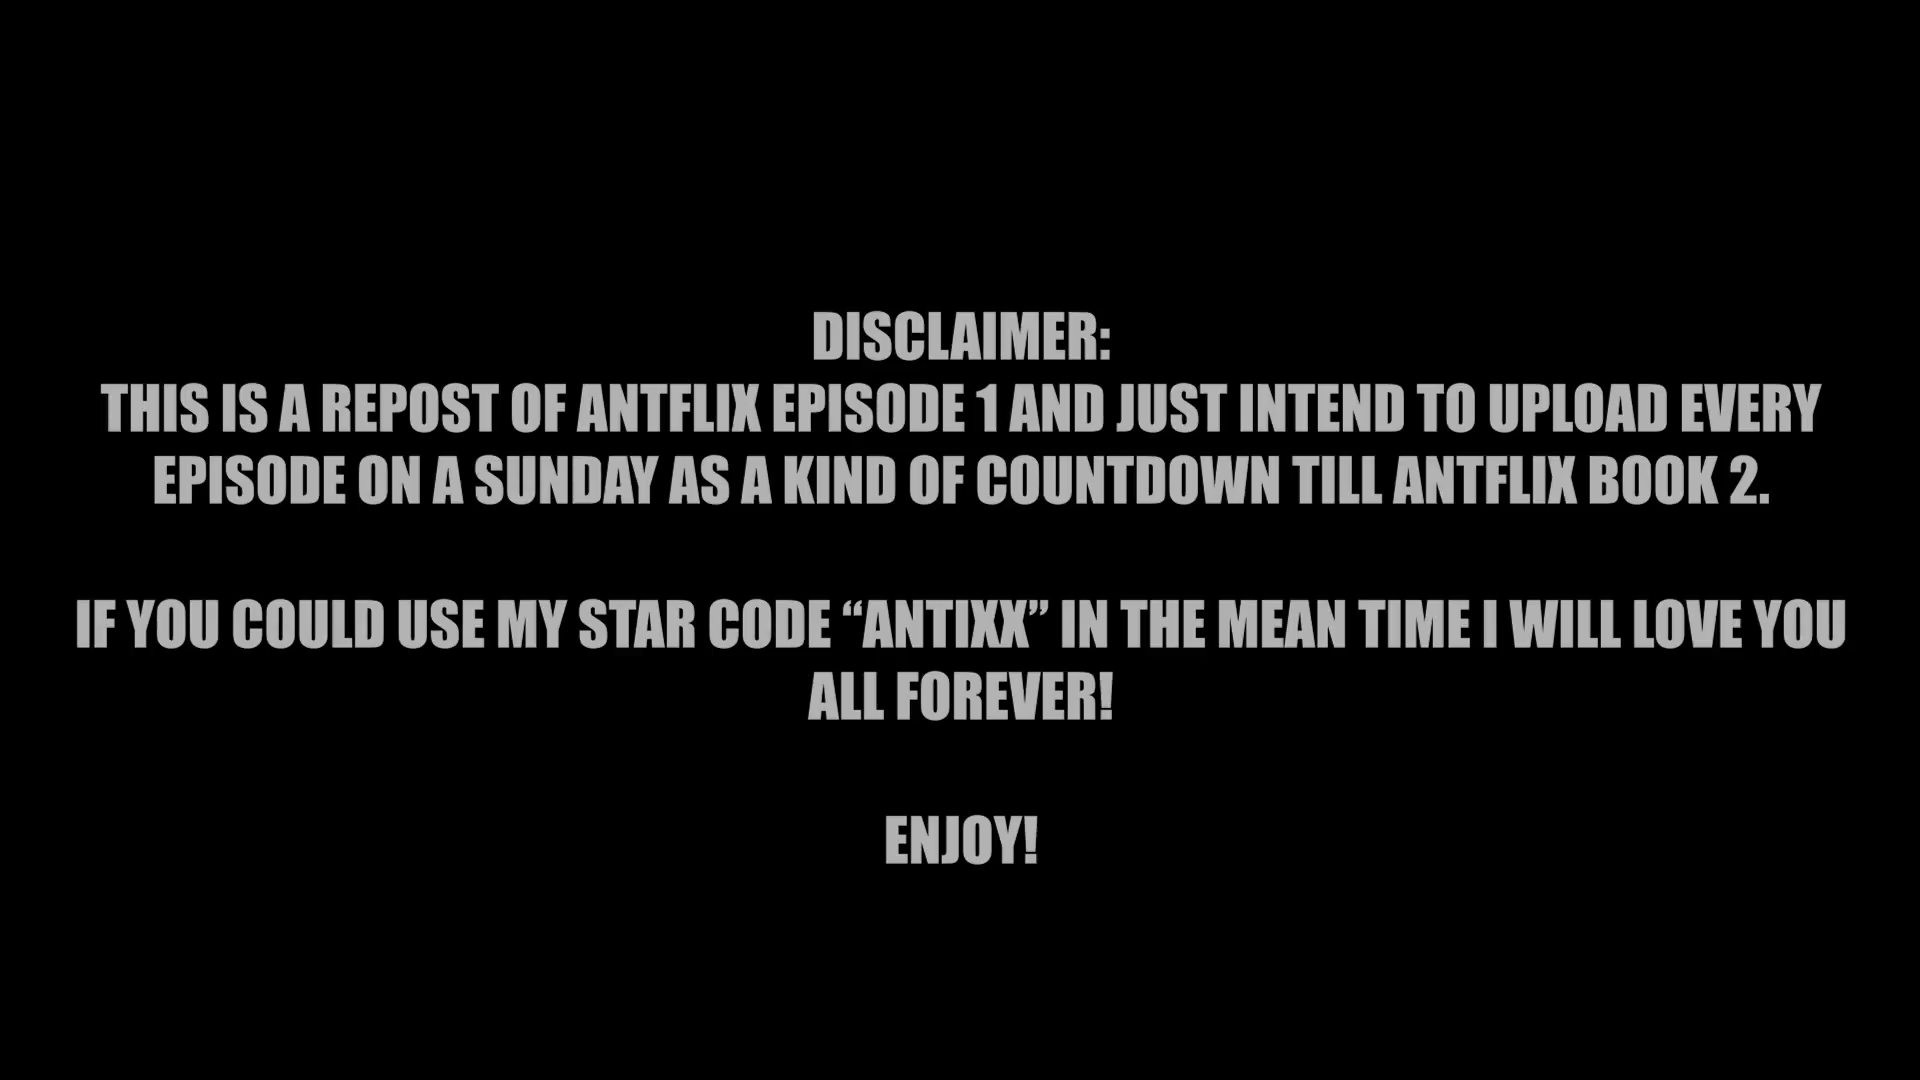 DISCLAIMER:
THIS IS A REPOST OF ANTFLIX EPISODE 1 AND JUST INTEND TO UPLOAD EVERY
EPISODE ON A SUNDAY AS A KIND OF COUNTDOWN TILL ANTFLIX BOOK 2.
IF YOU COULD USE MY STAR CODE “ANTIXX” IN THE MEAN TIME I WILL LOVE YOU
ALL FOREVER!
ENJOY!